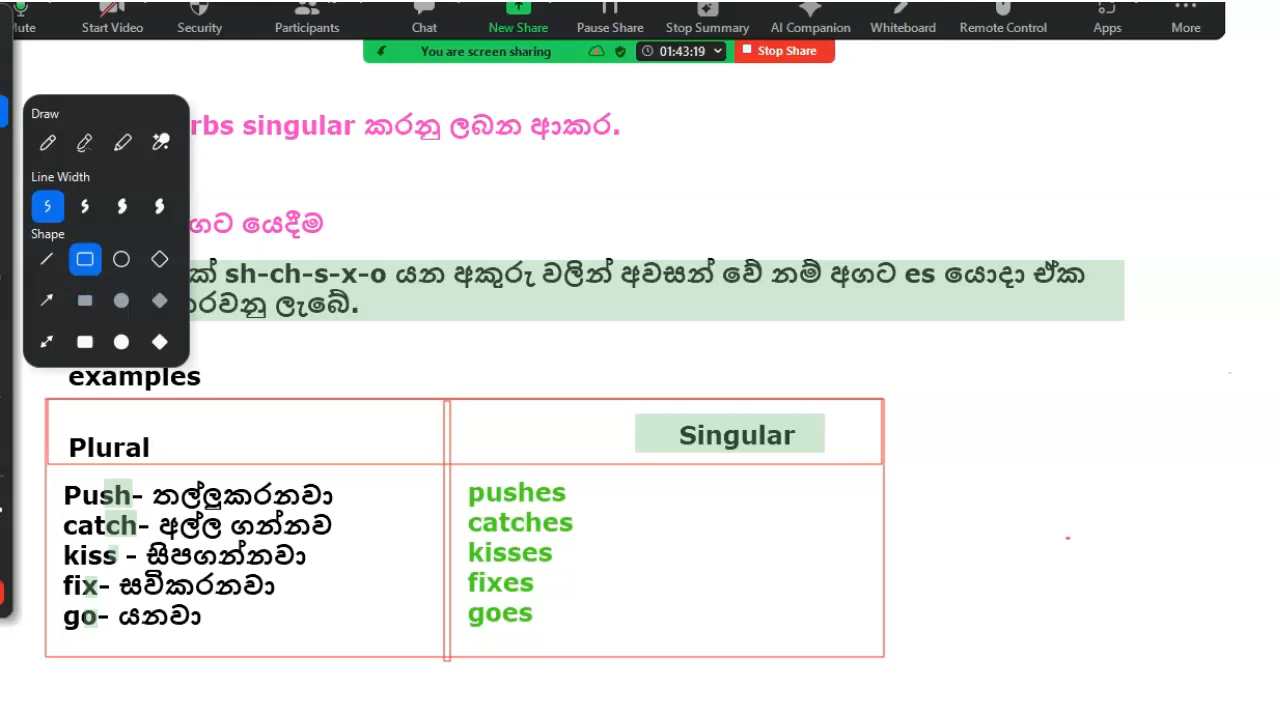 Start Video Security Participants Chat New Share Pause Share Stop Summary AI Companion Whiteboard Remote Control Apps More
You are screen sharing 01:43:19 Stop Share
Draw
Line Width
Shape
singular කරනු ලබන ආකර.
යෙදීම
sh-ch-s-x-o යන අකුරු වලින් අවසන් වේ නම් අගට es යොදා ඒක
ලැබේ.
examples
Plural Singular
Push- තල්ලුකරනවා pushes
catch- අල්ල ගන්නව catches
kiss - සිපගන්නවා kisses
fix- සවිකරනවා fixes
go- යනවා goes